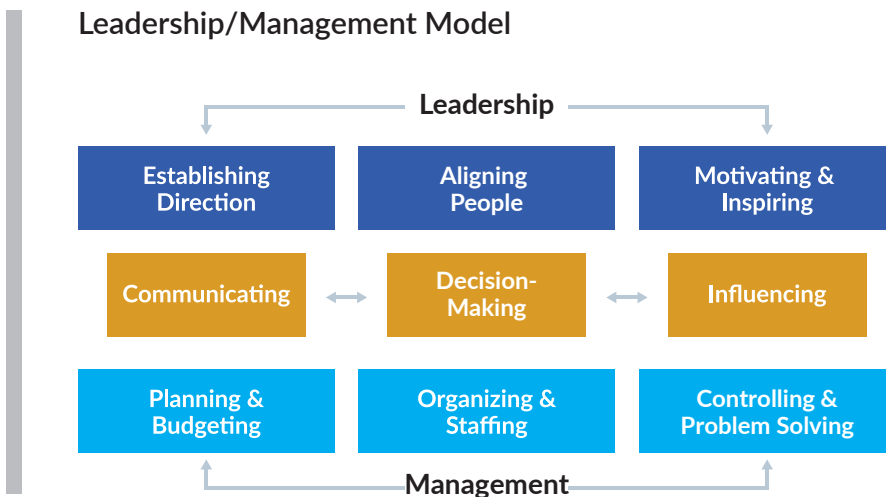 Leadership/Management Model
Leadership
Establishing
Direction
Aligning
People
Motivating &
Inspiring
Communicating
Decision-
Making
Influencing
Planning &
Budgeting
Organizing &
Staffing
Controlling &
Problem Solving
Management